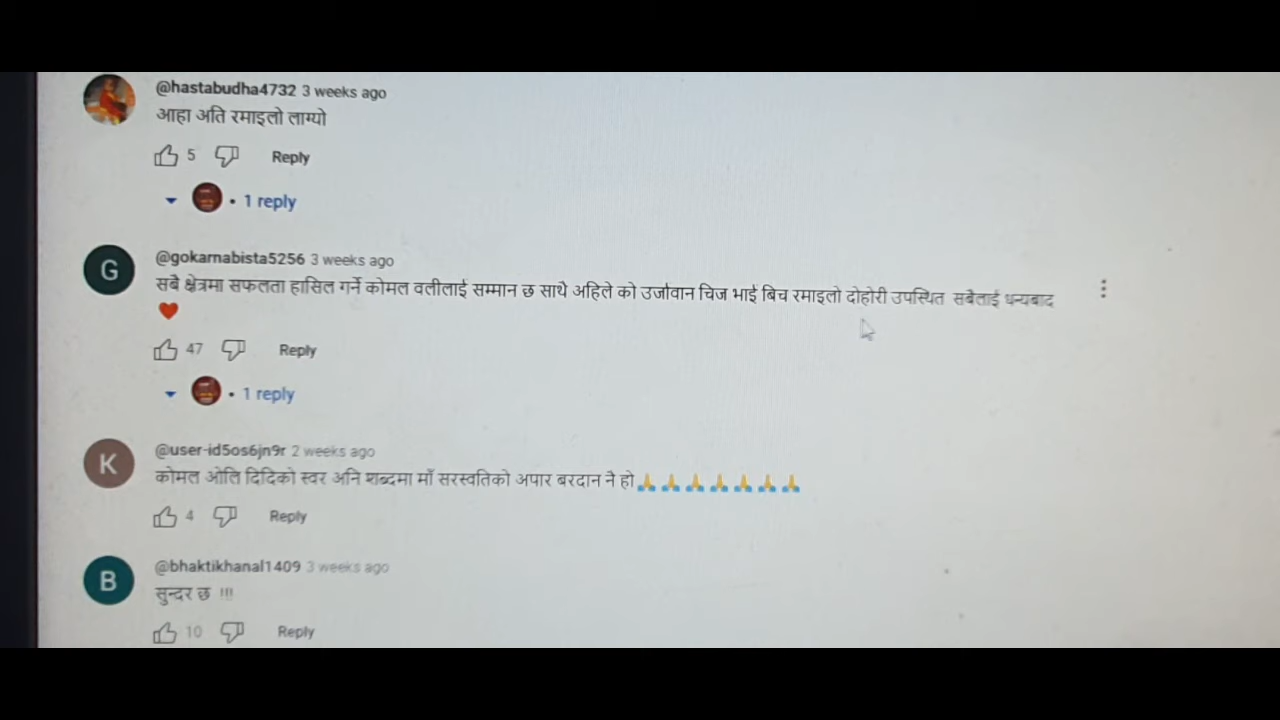 @hastabudha4732 3 weeks ago
आहा अति रमाइलो लाग्यो
5 Reply
• 1 reply
G
@gokarnabista5256 3 weeks ago
सबै क्षेत्रमा सफलता हासिल गर्ने कोमल वलीलाई सम्मान छ साथै अहिले को उर्जावान चिज भाई बिच रमाइलो दोहोरी उपस्थित सबैलाई धन्यबाद
❤️
47 Reply
• 1 reply
K
@user-id5os6jn9r 2 weeks ago
कोमल ओलि दिदिको स्वर अनि शब्दमा माँ सरस्वतिको अपार बरदान नै हो🙏🙏🙏🙏🙏🙏🙏
4 Reply
B
@bhaktikhanal1409 3 weeks ago
सुन्दर छ !!!
10 Reply